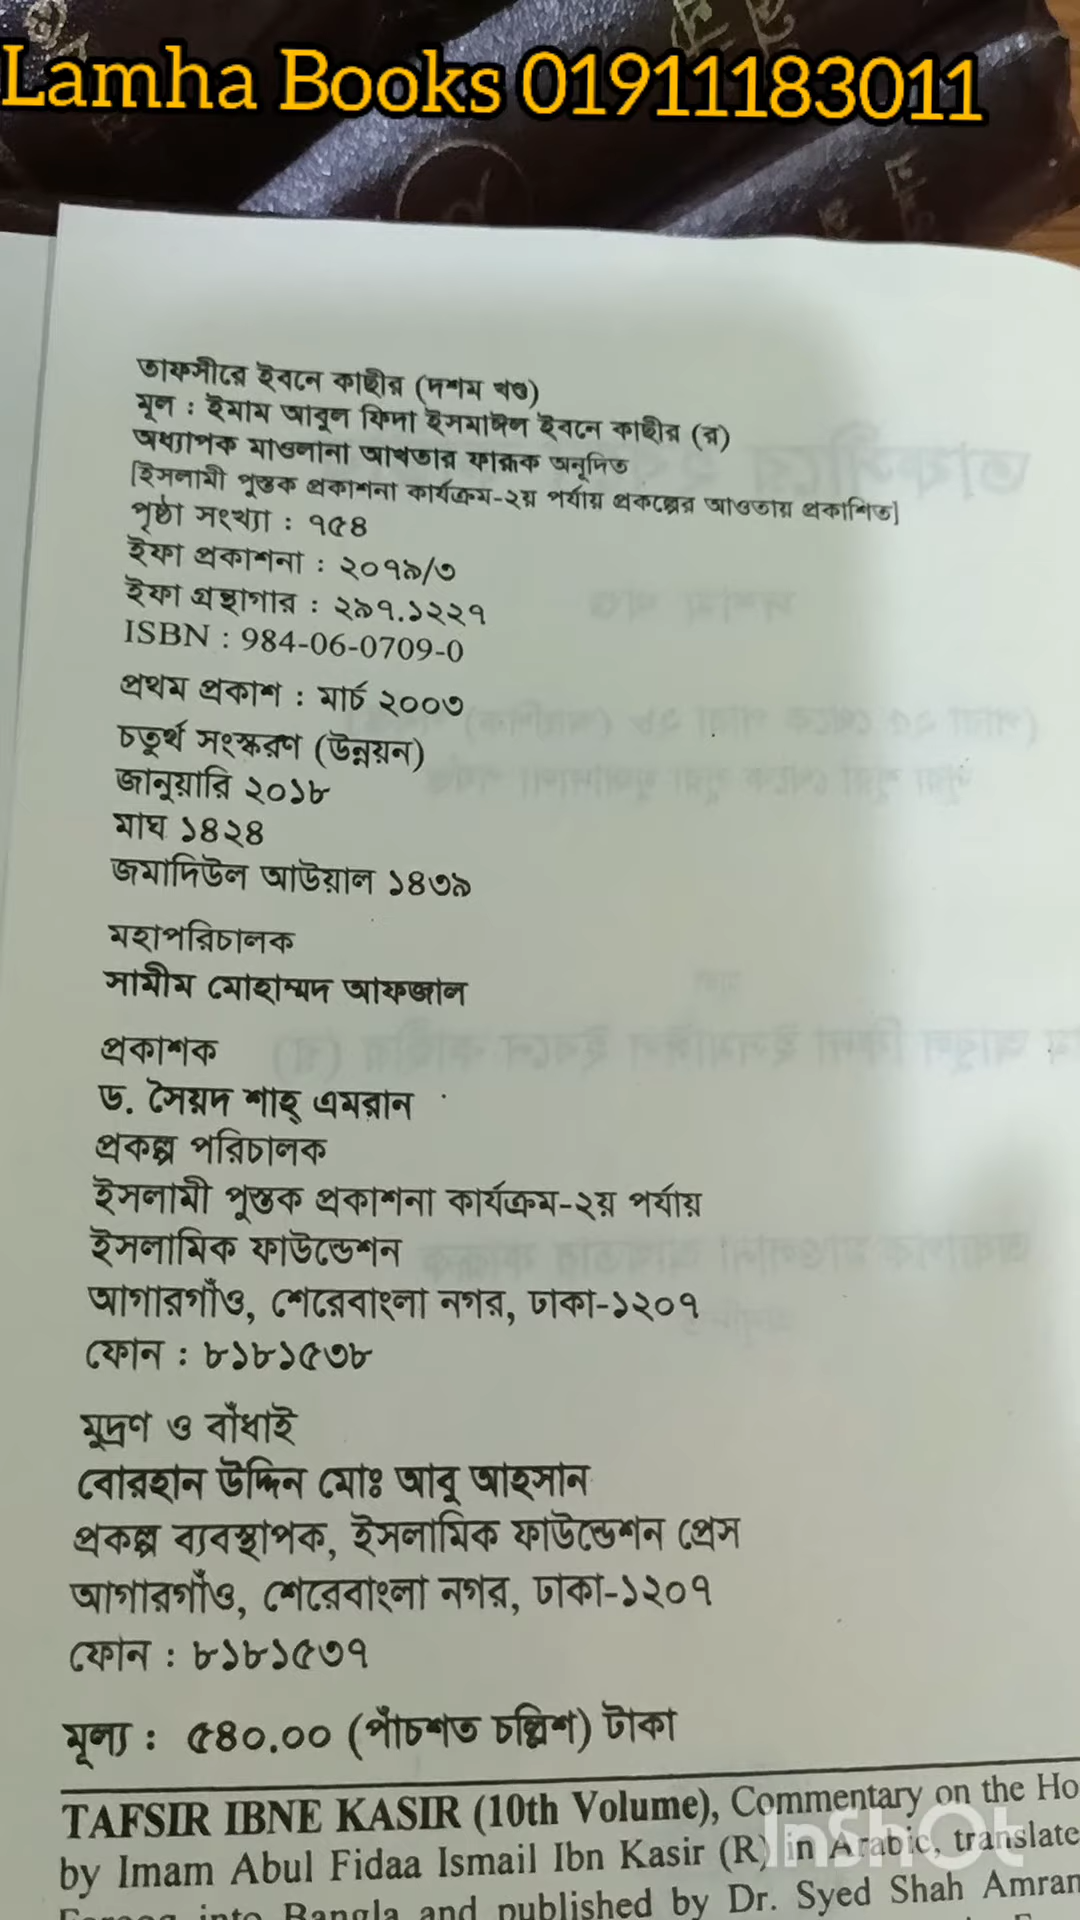 Lamha Books 01911183011
তাফসীরে ইবনে কাছীর (দশম খণ্ড)
মূল : ইমাম আবুল ফিদা ইসমাঈল ইবনে কাছীর (র)
অধ্যাপক মাওলানা আখতার ফারূক অনূদিত
[ইসলামী পুস্তক প্রকাশনা কার্যক্রম-২য় পর্যায় প্রকল্পের আওতায় প্রকাশিত]
পৃষ্ঠা সংখ্যা : ৭৫৪
ইফা প্রকাশনা : ২০৭৯/৩
ইফা গ্রন্থাগার : ২৯৭.১২২৭
ISBN : 984-06-0709-0
প্রথম প্রকাশ : মার্চ ২০০৩
চতুর্থ সংস্করণ (উন্নয়ন)
জানুয়ারি ২০১৮
মাঘ ১৪২৪
জমাদিউল আউয়াল ১৪৩৯
মহাপরিচালক
সামীম মোহাম্মদ আফজাল
প্রকাশক
ড. সৈয়দ শাহ্ এমরান
প্রকল্প পরিচালক
ইসলামী পুস্তক প্রকাশনা কার্যক্রম-২য় পর্যায়
ইসলামিক ফাউন্ডেশন
আগারগাঁও, শেরেবাংলা নগর, ঢাকা-১২০৭
ফোন : ৮১৮১৫৩৮
মুদ্রণ ও বাঁধাই
বোরহান উদ্দিন মোঃ আবু আহসান
প্রকল্প ব্যবস্থাপক, ইসলামিক ফাউন্ডেশন প্রেস
আগারগাঁও, শেরেবাংলা নগর, ঢাকা-১২০৭
ফোন : ৮১৮১৫৩৭
মূল্য : ৫৪০.০০ (পাঁচশত চল্লিশ) টাকা
TAFSIR IBNE KASIR (10th Volume), Commentary on the Ho
by Imam Abul Fidaa Ismail Ibn Kasir (R) in Arabic, translate
into Bangla and published by Dr. Syed Shah Amran
InShOt